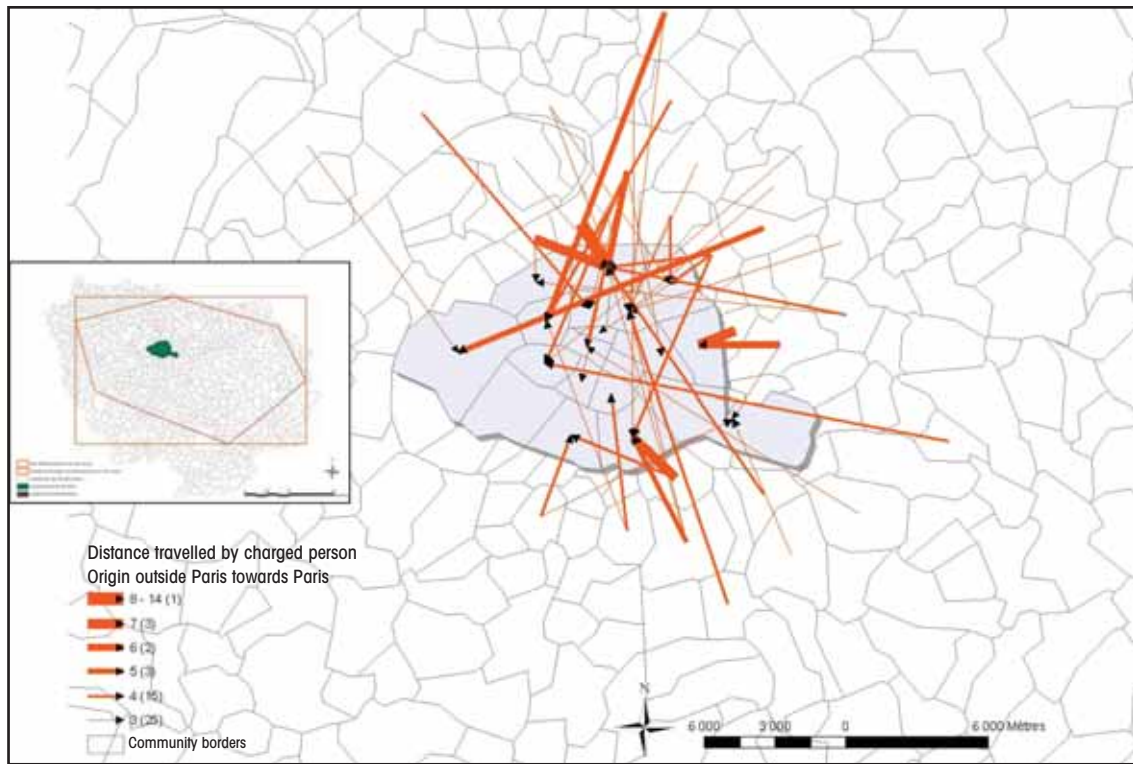 Distance travelled by charged person
Origin outside Paris towards Paris
8 - 14 (1)
7 (3)
6 (2)
5 (3)
4 (15)
3 (25)
Community borders
N
6 000 3 000 0 6 000 Mètres